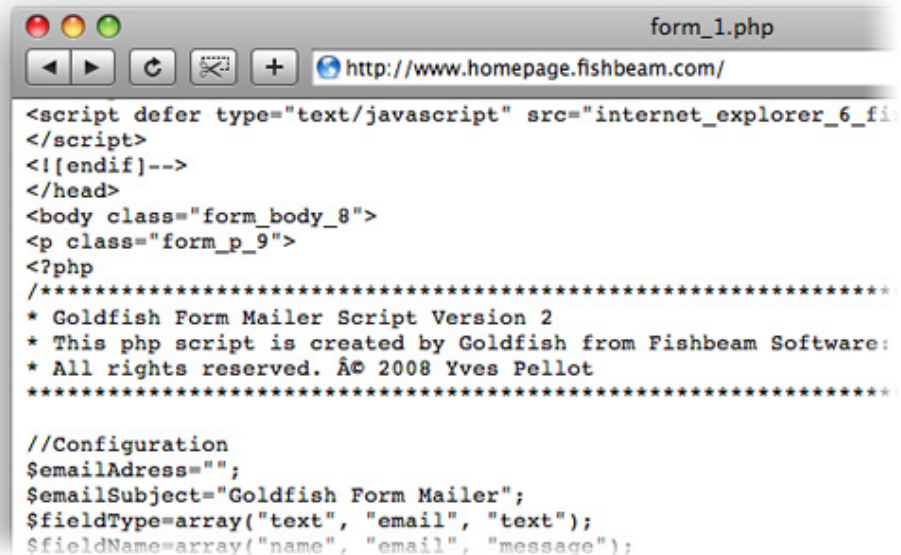 form_1.php
http://www.homepage.fishbeam.com/
<script defer type="text/javascript" src="internet_explorer_6_fi
</script>
<![endif]-->
</head>
<body class="form_body_8">
<p class="form_p_9">
<?php
/****************************************************************
* Goldfish Form Mailer Script Version 2
* This php script is created by Goldfish from Fishbeam Software:
* All rights reserved. Â© 2008 Yves Pellot
*****************************************************************
//Configuration
$emailAdress="";
$emailSubject="Goldfish Form Mailer";
$fieldType=array("text", "email", "text");
$fieldName=array("name", "email", "message");